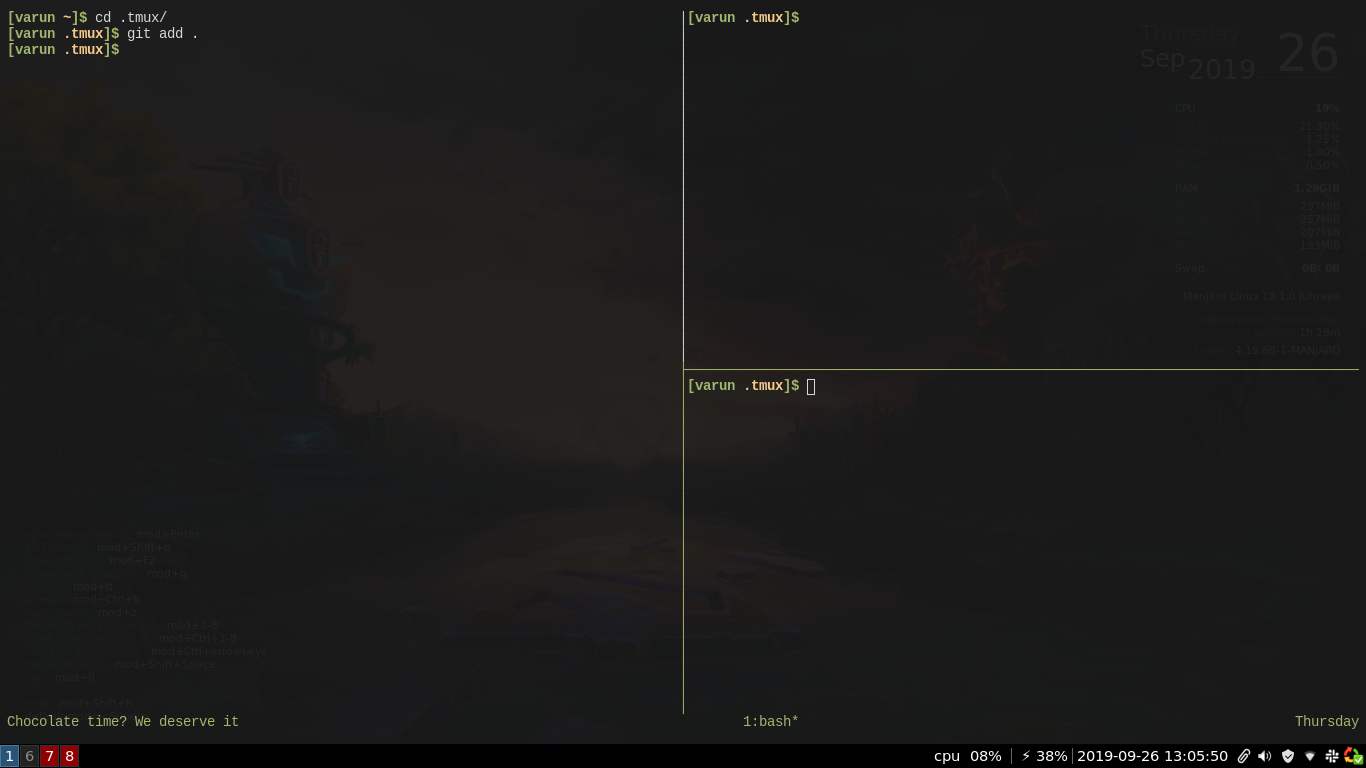 [varun ~]$ cd .tmux/
[varun .tmux]$ git add .
[varun .tmux]$
[varun .tmux]$
Thursday
Sep 2019 26
CPU 19%
21.30%
1.25%
1.00%
0.50%
RAM 1.29GiB
297MiB
257MiB
207MiB
193MiB
Swap 0B/ 0B
Manjaro Linux 18.1.0 Juhraya
1h 28m
4.19.69-1-MANJARO
[varun .tmux]$
mod+Enter
mod+Shift+q
mod+F2
mod+q
mod+d
mod+Ctrl+b
mod+z
mod+1-8
mod+Ctrl+1-8
mod+Ctrl+arrowkeys
mod+Shift+Space
mod+0
mod+Shift+h
Chocolate time? We deserve it 1:bash* Thursday
1 6 7 8 cpu 08% 38% 2019-09-26 13:05:50